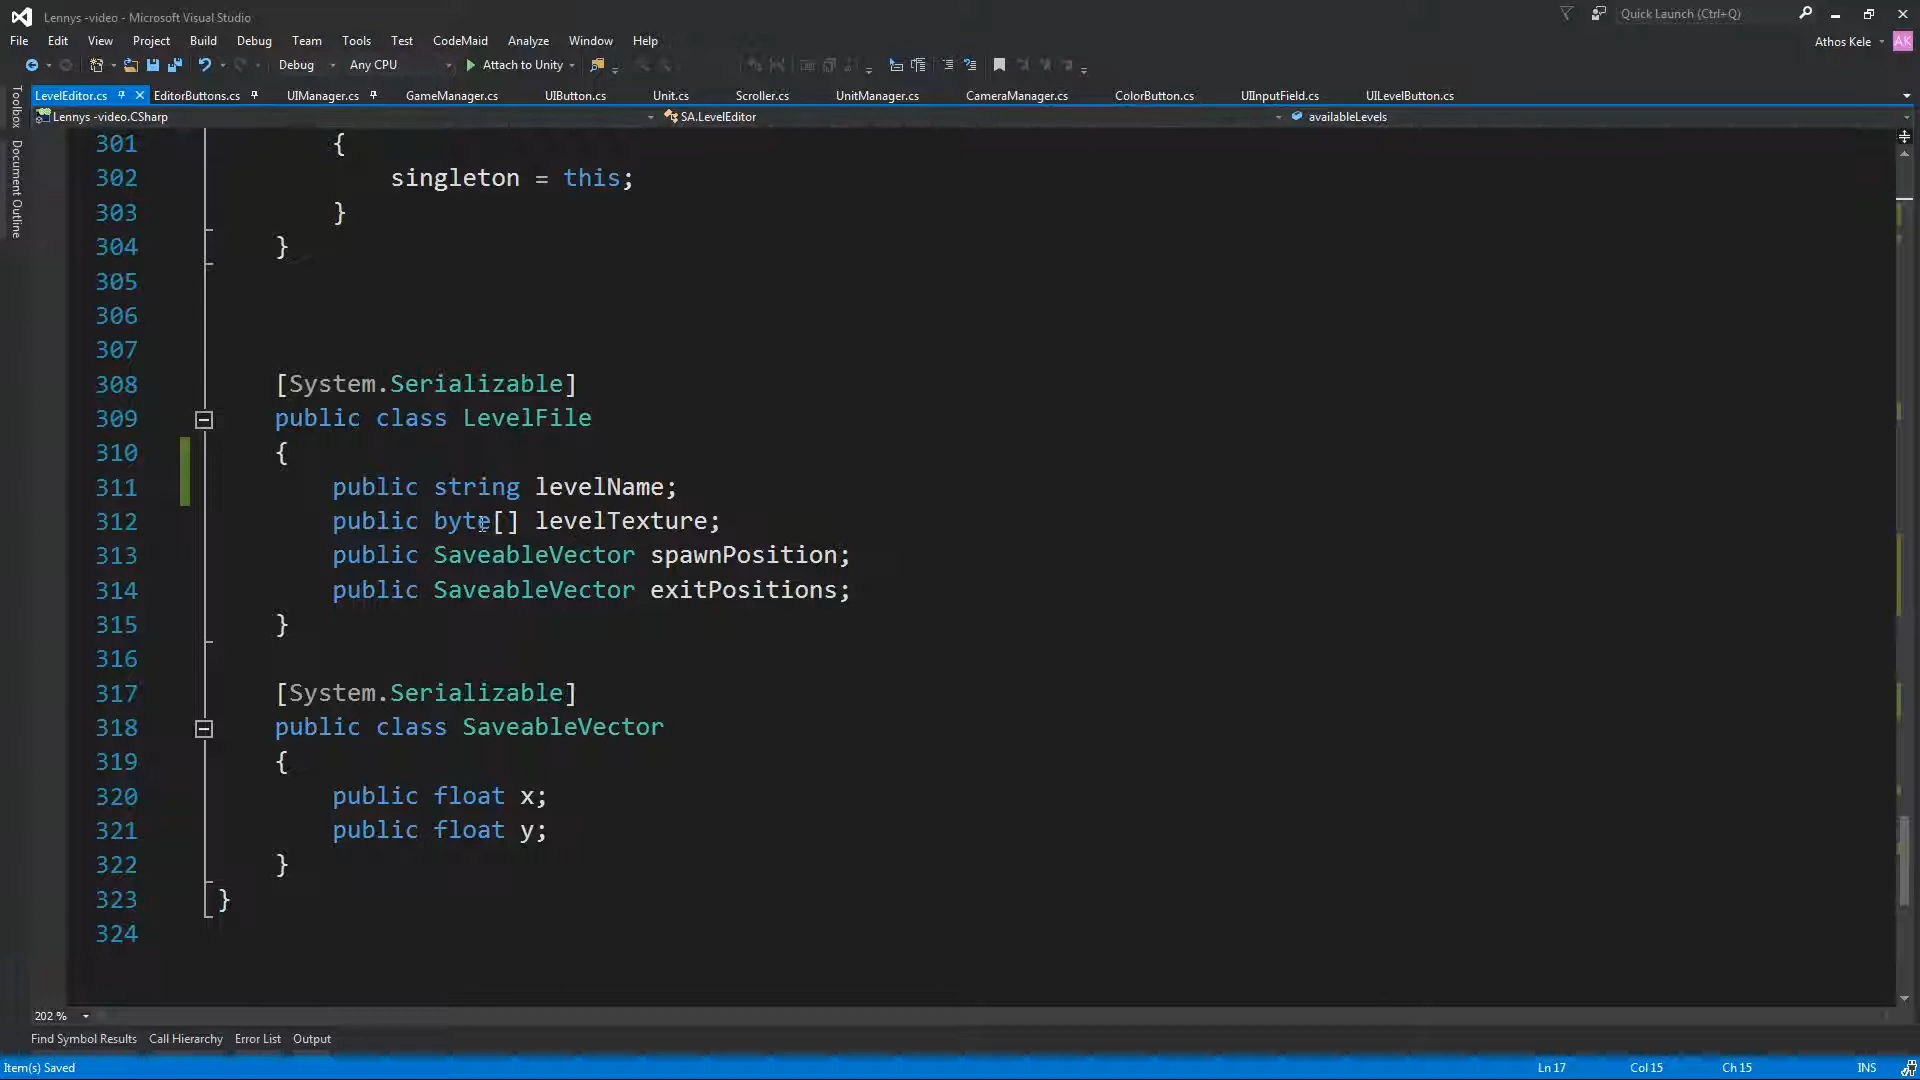 Lennys -video - Microsoft Visual Studio
Quick Launch (Ctrl+Q)
File Edit View Project Build Debug Team Tools Test CodeMaid Analyze Window Help
Athos Kele AK
Debug Any CPU Attach to Unity
LevelEditor.cs EditorButtons.cs UIManager.cs GameManager.cs UIButton.cs Unit.cs Scroller.cs UnitManager.cs CameraManager.cs ColorButton.cs UIInputField.cs UILevelButton.cs
Lennys -video.CSharp SA.LevelEditor availableLevels
Toolbox
Document Outline
301 {
302 singleton = this;
303 }
304 }
305
306
307
308 [System.Serializable]
309 public class LevelFile
310 {
311 public string levelName;
312 public byte[] levelTexture;
313 public SaveableVector spawnPosition;
314 public SaveableVector exitPositions;
315 }
316
317 [System.Serializable]
318 public class SaveableVector
319 {
320 public float x;
321 public float y;
322 }
323 }
324
202 %
Find Symbol Results Call Hierarchy Error List Output
Item(s) Saved Ln 17 Col 15 Ch 15 INS